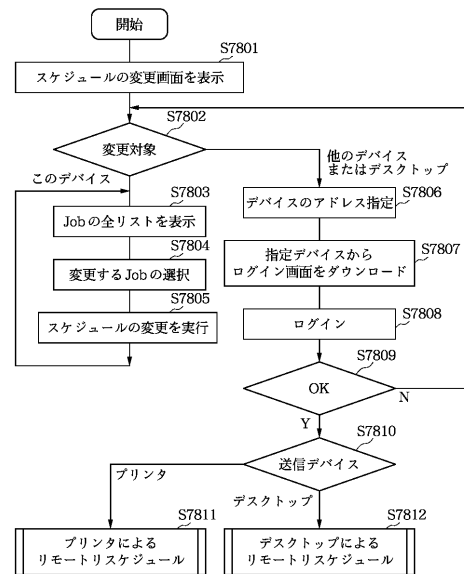 開始
S7801
スケジュールの変更画面を表示
S7802
変更対象
このデバイス
他のデバイス
またはデスクトップ
S7803
Jobの全リストを表示
S7804
変更するJobの選択
S7805
スケジュールの変更を実行
S7806
デバイスのアドレス指定
S7807
指定デバイスから
ログイン画面をダウンロード
S7808
ログイン
S7809
OK
N
Y
S7810
送信デバイス
プリンタ
デスクトップ
S7811
プリンタによる
リモートリスケジュール
S7812
デスクトップによる
リモートリスケジュール